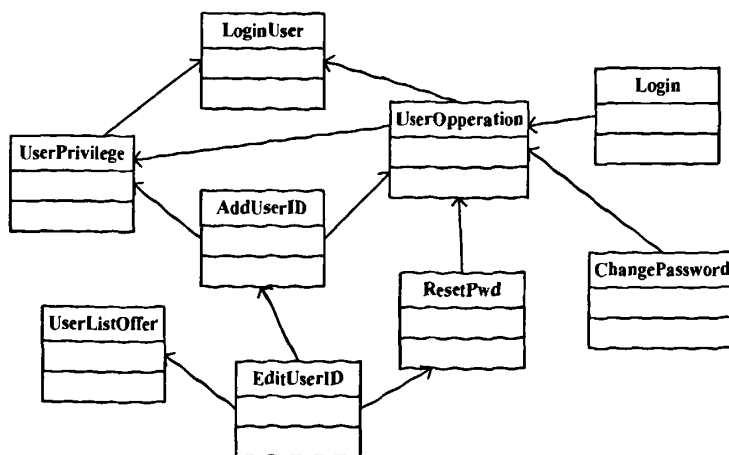 LoginUser
Login
UserOpperation
UserPrivilege
AddUserID
ChangePassword
ResetPwd
UserListOffer
EditUserID